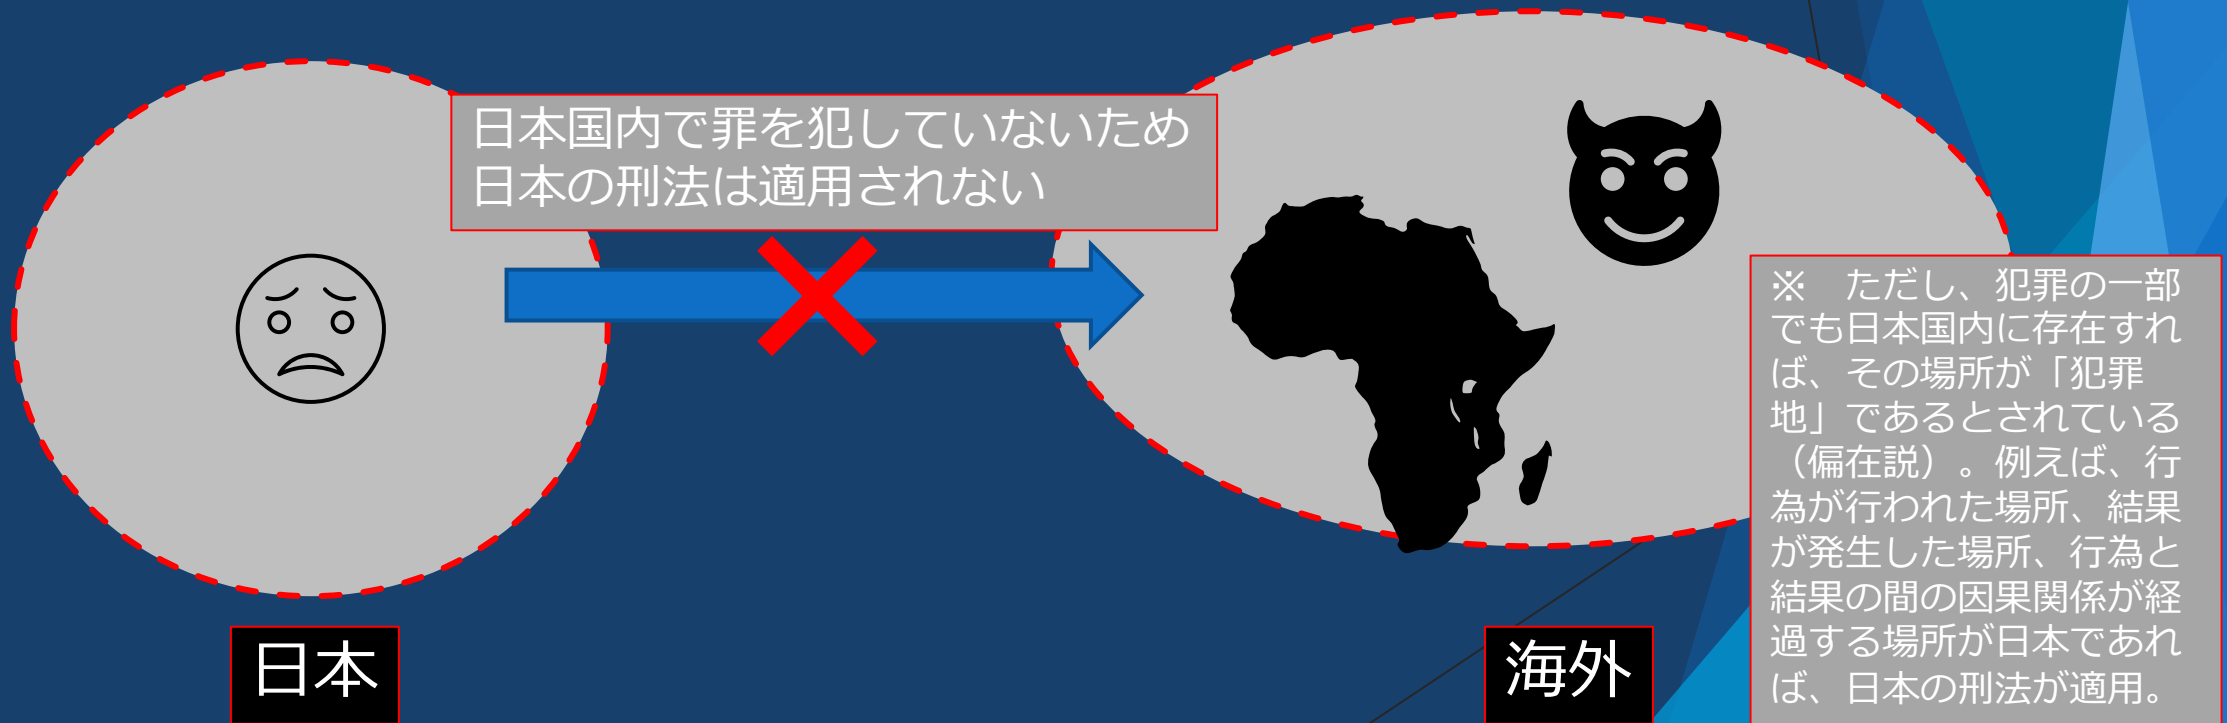 日本国内で罪を犯していないため
日本の刑法は適用されない
※　ただし、犯罪の一部
でも日本国内に存在すれ
ば、その場所が「犯罪
地」であるとされている
（偏在説）。例えば、行
為が行われた場所、結果
が発生した場所、行為と
結果の間の因果関係が経
過する場所が日本であれ
ば、日本の刑法が適用。
日本
海外